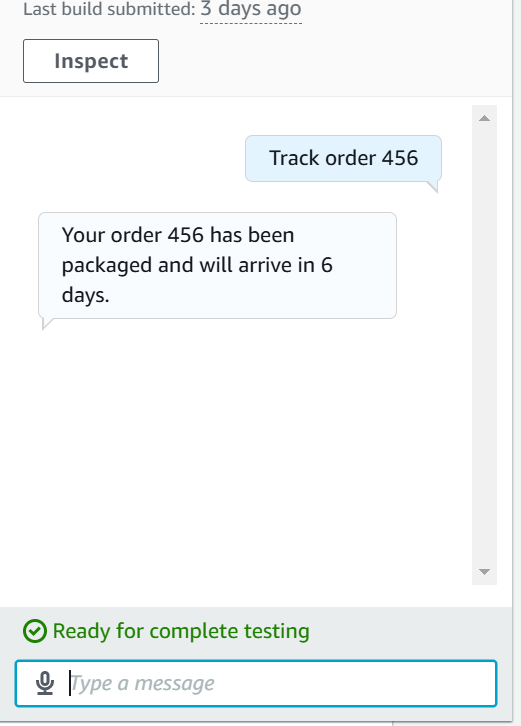 Last build submitted: 3 days ago
Inspect
Track order 456
Your order 456 has been
packaged and will arrive in 6
days.
Ready for complete testing
Type a message